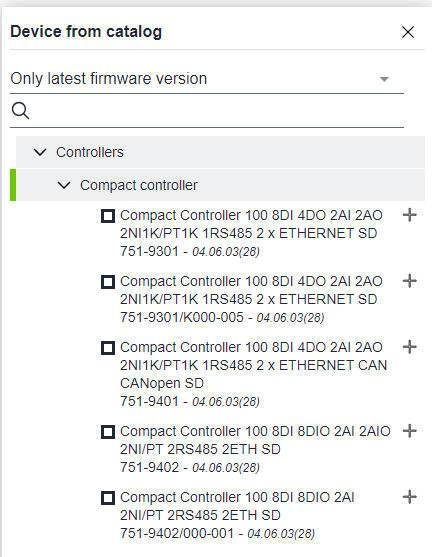 Device from catalog
Only latest firmware version
Controllers
Compact controller
Compact Controller 100 8DI 4DO 2AI 2AO
2NI1K/PT1K 1RS485 2 x ETHERNET SD
751-9301 - 04.06.03(28)
Compact Controller 100 8DI 4DO 2AI 2AO
2NI1K/PT1K 1RS485 2 x ETHERNET SD
751-9301/K000-005 - 04.06.03(28)
Compact Controller 100 8DI 4DO 2AI 2AO
2NI1K/PT1K 1RS485 2 x ETHERNET CAN
CANopen SD
751-9401 - 04.06.03(28)
Compact Controller 100 8DI 8DIO 2AI 2AIO
2NI/PT 2RS485 2ETH SD
751-9402 - 04.06.03(28)
Compact Controller 100 8DI 8DIO 2AI
2NI/PT 2RS485 2ETH SD
751-9402/000-001 - 04.06.03(28)